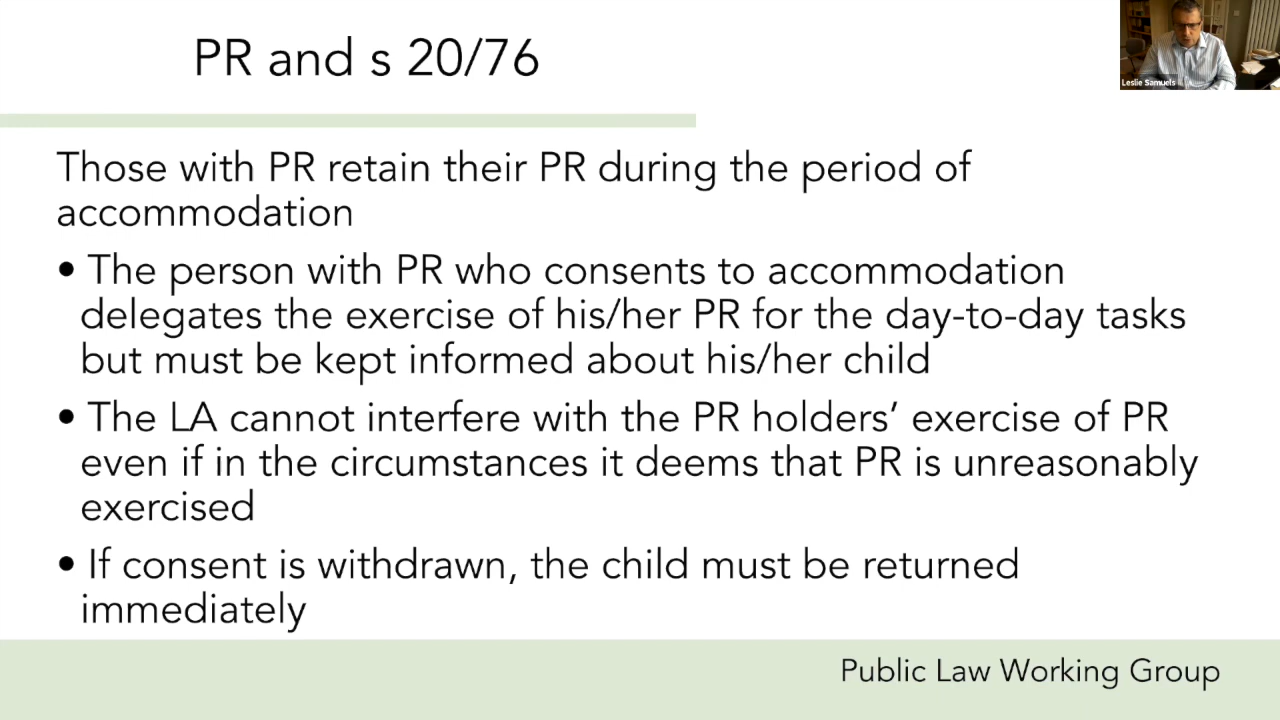 PR and s 20/76
Leslie Samuels
Those with PR retain their PR during the period of
accommodation
• The person with PR who consents to accommodation
delegates the exercise of his/her PR for the day-to-day tasks
but must be kept informed about his/her child
• The LA cannot interfere with the PR holders’ exercise of PR
even if in the circumstances it deems that PR is unreasonably
exercised
• If consent is withdrawn, the child must be returned
immediately
Public Law Working Group